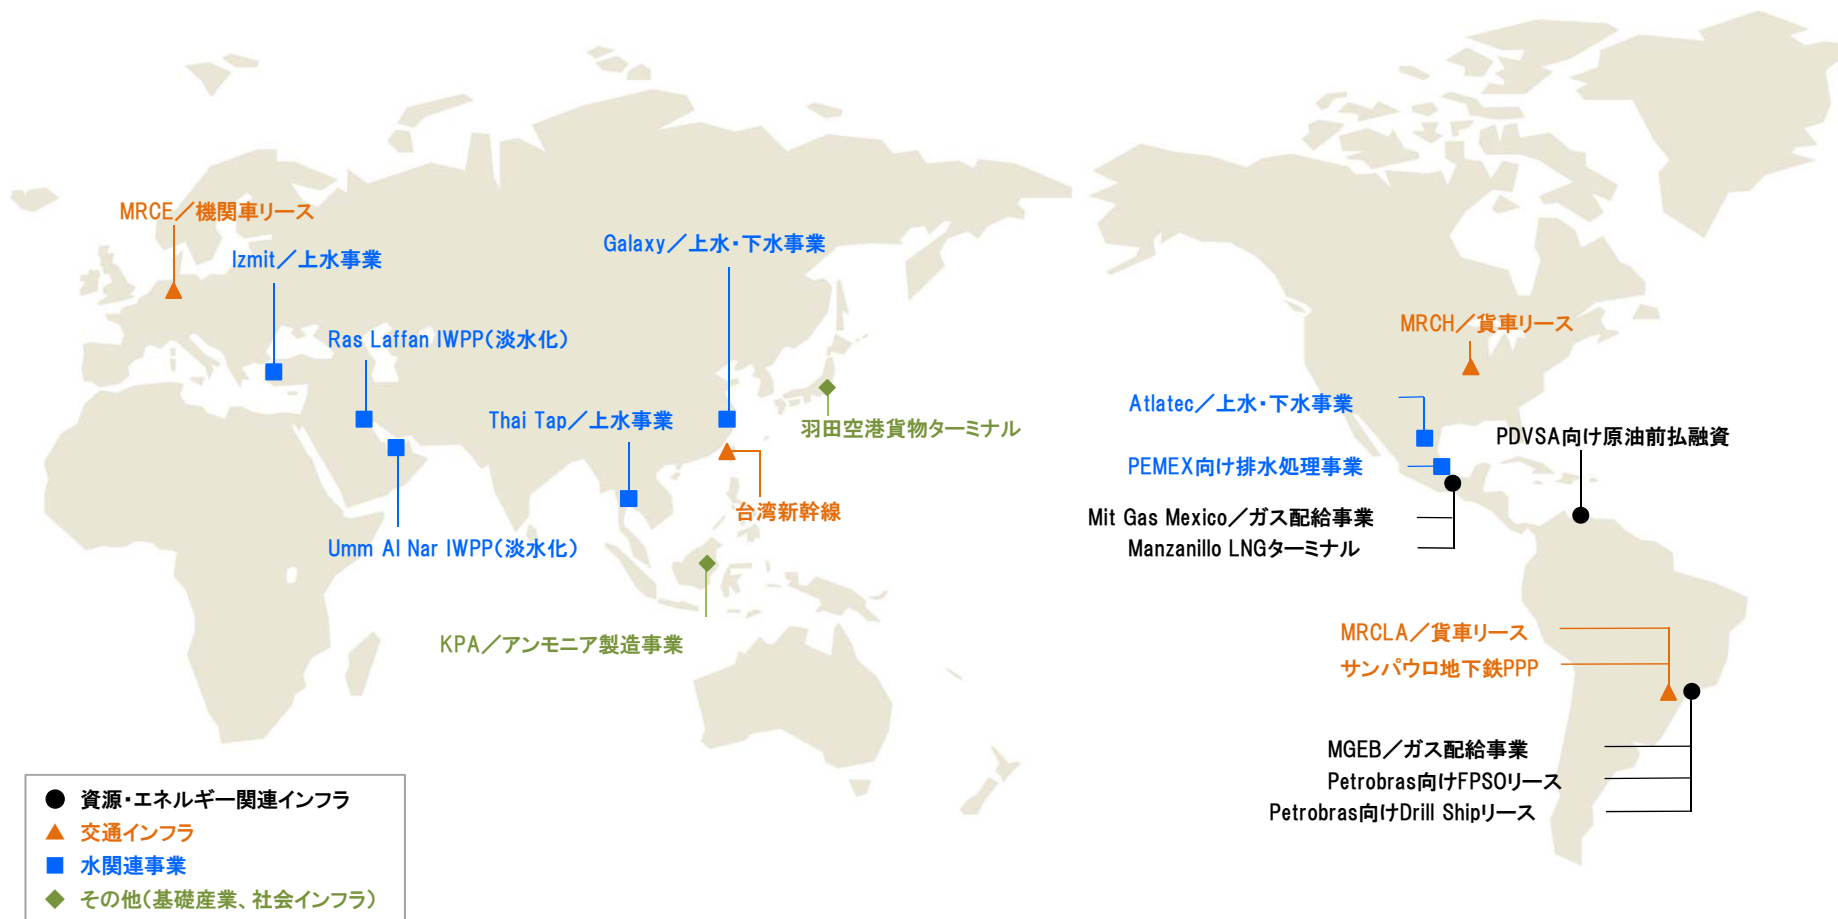 MRCE／機関車リース
Izmit／上水事業
Galaxy／上水・下水事業
Ras Laffan IWPP（淡水化）
Thai Tap／上水事業
羽田空港貨物ターミナル
台湾新幹線
Umm Al Nar IWPP（淡水化）
KPA／アンモニア製造事業
MRCH／貨車リース
Atlatec／上水・下水事業
PDVSA向け原油前払融資
PEMEX向け排水処理事業
Mit Gas Mexico／ガス配給事業
Manzanillo LNGターミナル
MRCLA／貨車リース
サンパウロ地下鉄PPP
MGEB／ガス配給事業
Petrobras向けFPSOリース
Petrobras向けDrill Shipリース
資源・エネルギー関連インフラ
交通インフラ
水関連事業
その他（基礎産業、社会インフラ）